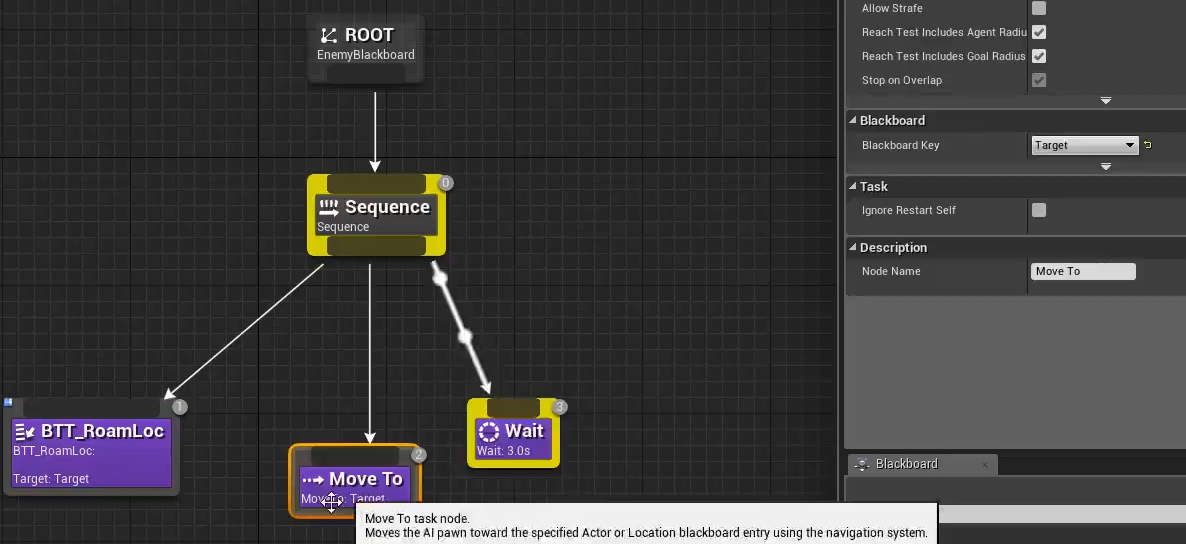 ROOT
EnemyBlackboard
0
Sequence
Sequence
1
BTT_RoamLoc
BTT_RoamLoc:
Target: Target
2
Move To
MoveTo: Target
3
Wait
Wait: 3.0s
Move To task node.
Moves the AI pawn toward the specified Actor or Location blackboard entry using the navigation system.
Allow Strafe
Reach Test Includes Agent Radiu
Reach Test Includes Goal Radius
Stop on Overlap
Blackboard
Blackboard Key
Target
Task
Ignore Restart Self
Description
Node Name
Move To
Blackboard